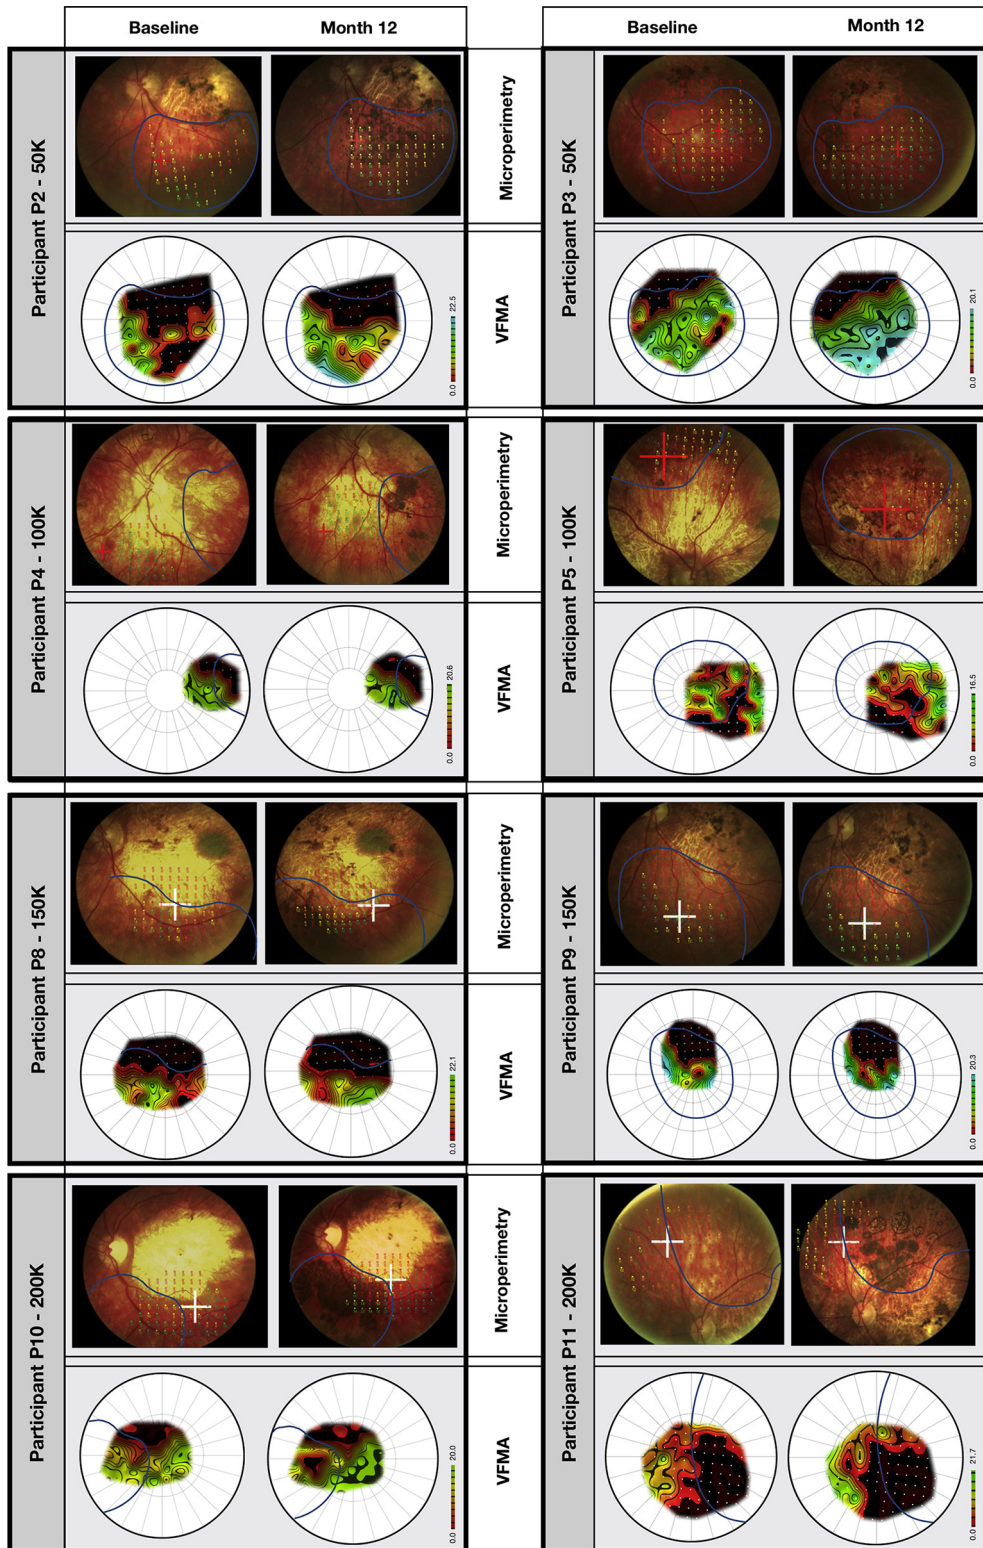 Baseline
Month 12
Baseline
Month 12
Participant P2 - 50K
Microperimetry
Participant P3 - 50K
VFMA
0.0
22.5
0.0
20.1
Participant P4 - 100K
Microperimetry
Participant P5 - 100K
Microperimetry
VFMA
VFMA
0.0
20.6
0.0
16.5
Participant P8 - 150K
Microperimetry
Participant P9 - 150K
VFMA
0.0
22.1
0.0
20.3
Participant P10 - 200K
Microperimetry
Participant P11 - 200K
VFMA
0.0
20.0
0.0
21.7